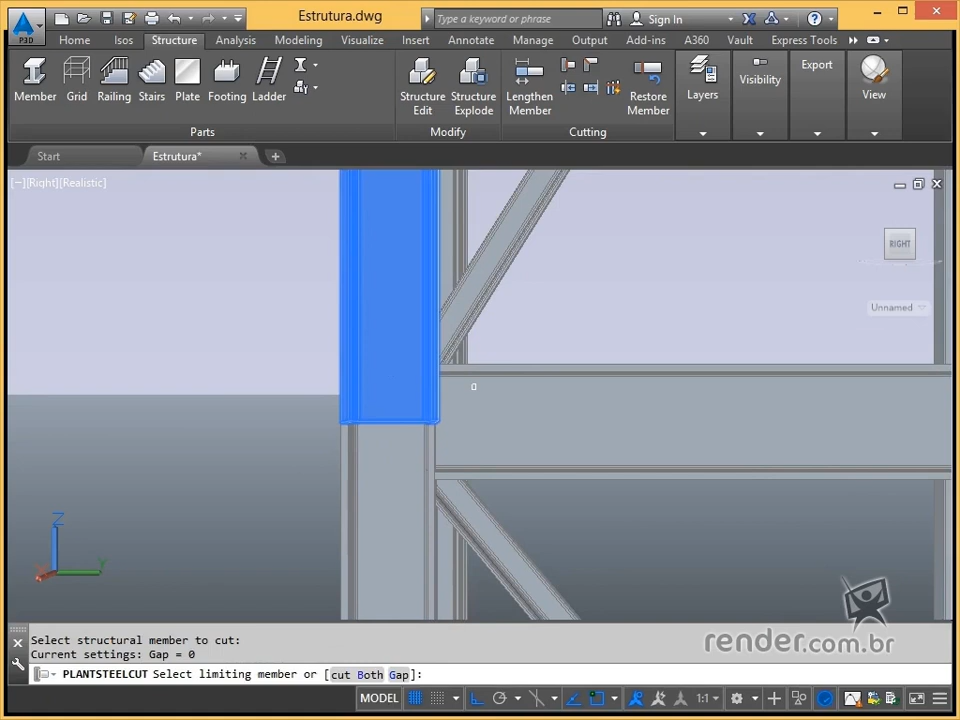 Estrutura.dwg
Type a keyword or phrase
Sign In
P3D
Home Isos Structure Analysis Modeling Visualize Insert Annotate Manage Output Add-ins A360 Vault Express Tools
Member Grid Railing Stairs Plate Footing Ladder
Structure Edit
Structure Explode
Lengthen Member
Restore Member
Layers
Visibility
Export
View
Parts
Modify
Cutting
Start
Estrutura*
[−][Right][Realistic]
RIGHT
Unnamed
Z
Y
render.com.br
Select structural member to cut:
Current settings: Gap = 0
PLANTSTEELCUT Select limiting member or [cut Both Gap]:
MODEL
1:1